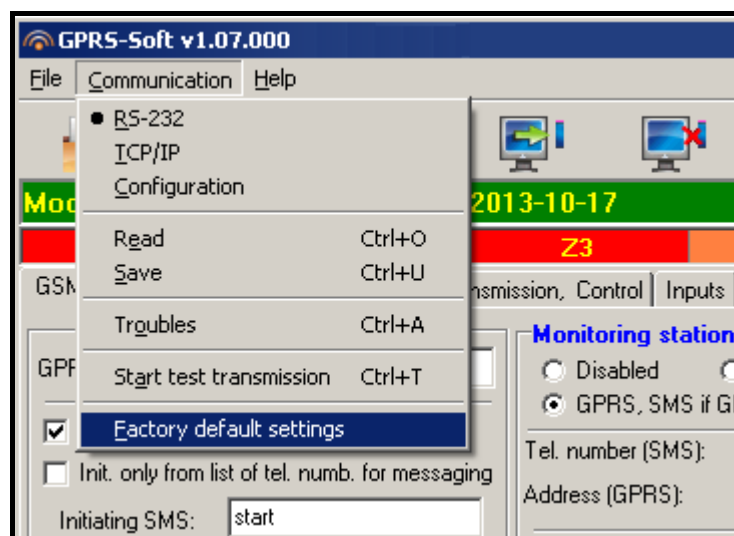 GPRS-Soft v1.07.000
File Communication Help
RS-232
TCP/IP
Configuration
2013-10-17
Read Ctrl+O
Z3
Save Ctrl+U
GSM
Control Inputs
Troubles Ctrl+A
Monitoring station
Start test transmission Ctrl+T
Disabled
GPRS, SMS if
Factory default settings
Tel. number (SMS):
Init. only from list of tel. numb. for messaging
Address (GPRS):
Initiating SMS: start